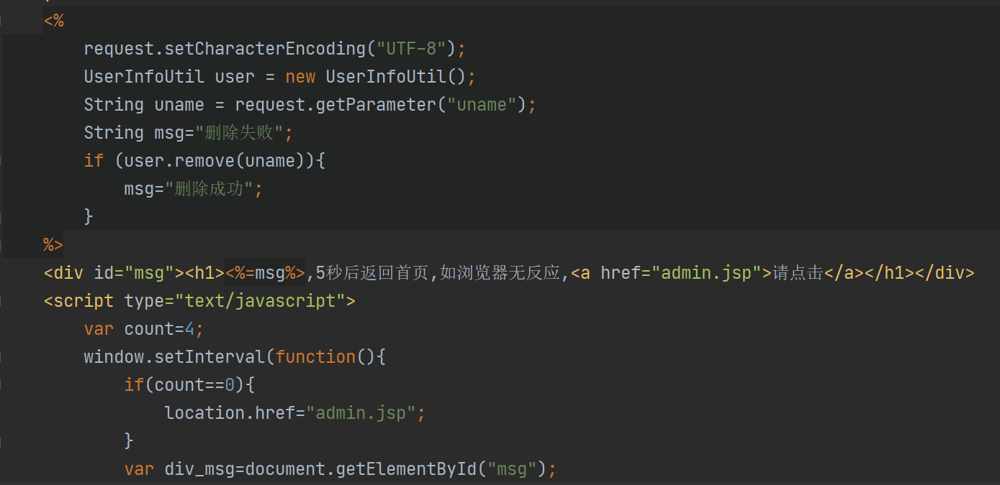 <%
request.setCharacterEncoding("UTF-8");
UserInfoUtil user = new UserInfoUtil();
String uname = request.getParameter("uname");
String msg="删除失败";
if (user.remove(uname)){
msg="删除成功";
}
%>
<div id="msg"><h1><%=msg%>,5秒后返回首页,如浏览器无反应,<a href="admin.jsp">请点击</a></h1></div>
<script type="text/javascript">
var count=4;
window.setInterval(function(){
if(count==0){
location.href="admin.jsp";
}
var div_msg=document.getElementById("msg");